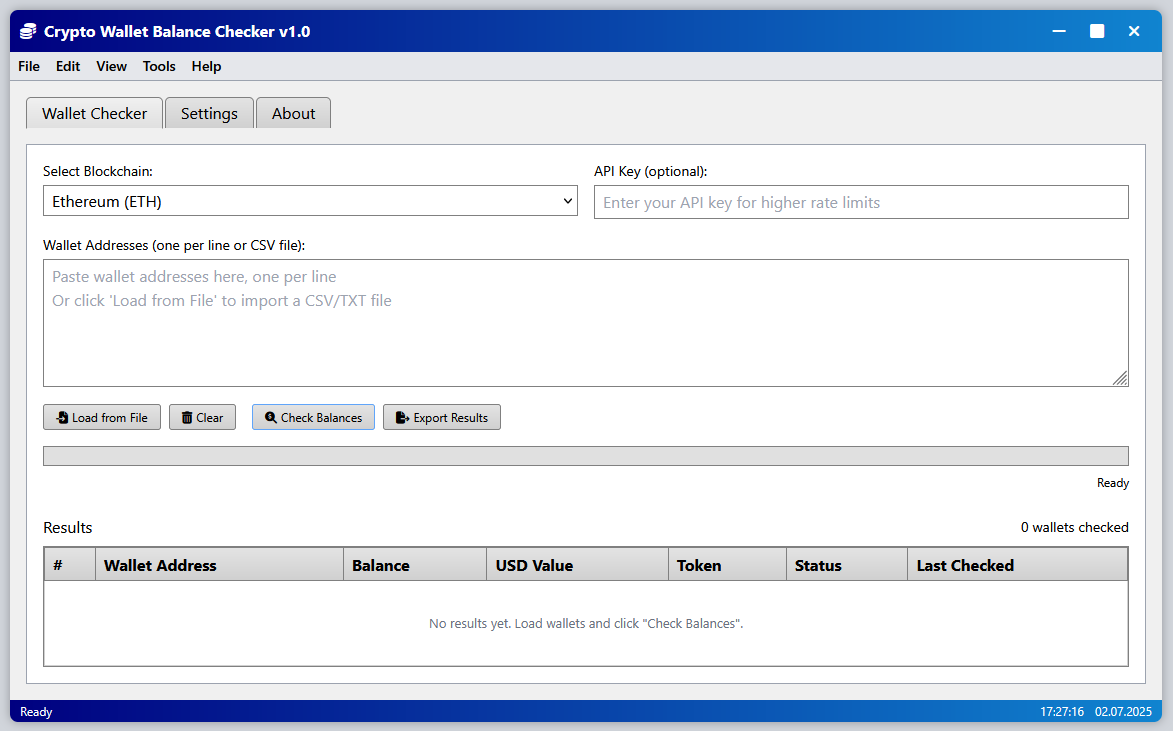 Crypto Wallet Balance Checker v1.0
File Edit View Tools Help
Wallet Checker Settings About
Select Blockchain: API Key (optional):
Ethereum (ETH) Enter your API key for higher rate limits
Wallet Addresses (one per line or CSV file):
Paste wallet addresses here, one per line
Or click 'Load from File' to import a CSV/TXT file
Load from File Clear Check Balances Export Results
Ready
Results 0 wallets checked
# Wallet Address Balance USD Value Token Status Last Checked
No results yet. Load wallets and click "Check Balances".
Ready 17:27:16 02.07.2025